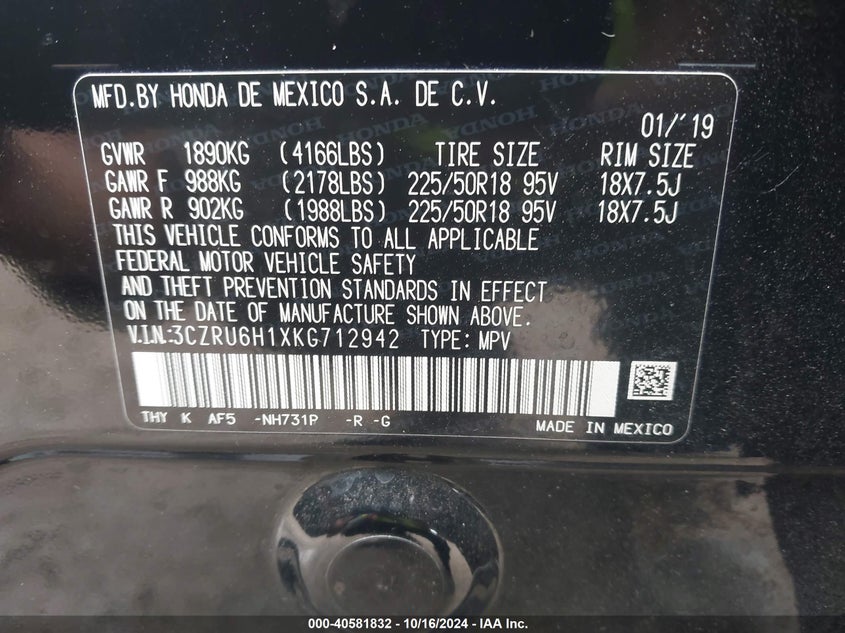 MFD.BY HONDA DE MEXICO S.A. DE C.V.
01/'19
GVWR 1890KG (4166LBS) TIRE SIZE RIM SIZE
GAWR F 988KG (2178LBS) 225/50R18 95V 18X7.5J
GAWR R 902KG (1988LBS) 225/50R18 95V 18X7.5J
THIS VEHICLE CONFORMS TO ALL APPLICABLE
FEDERAL MOTOR VEHICLE SAFETY
AND THEFT PREVENTION STANDARDS IN EFFECT
ON THE DATE OF MANUFACTURE SHOWN ABOVE.
V.I.N.:3CZRU6H1XKG712942 TYPE: MPV
THY K AF5 -NH731P -R -G
MADE IN MEXICO
000-40581832 - 10/16/2024 - IAA Inc.